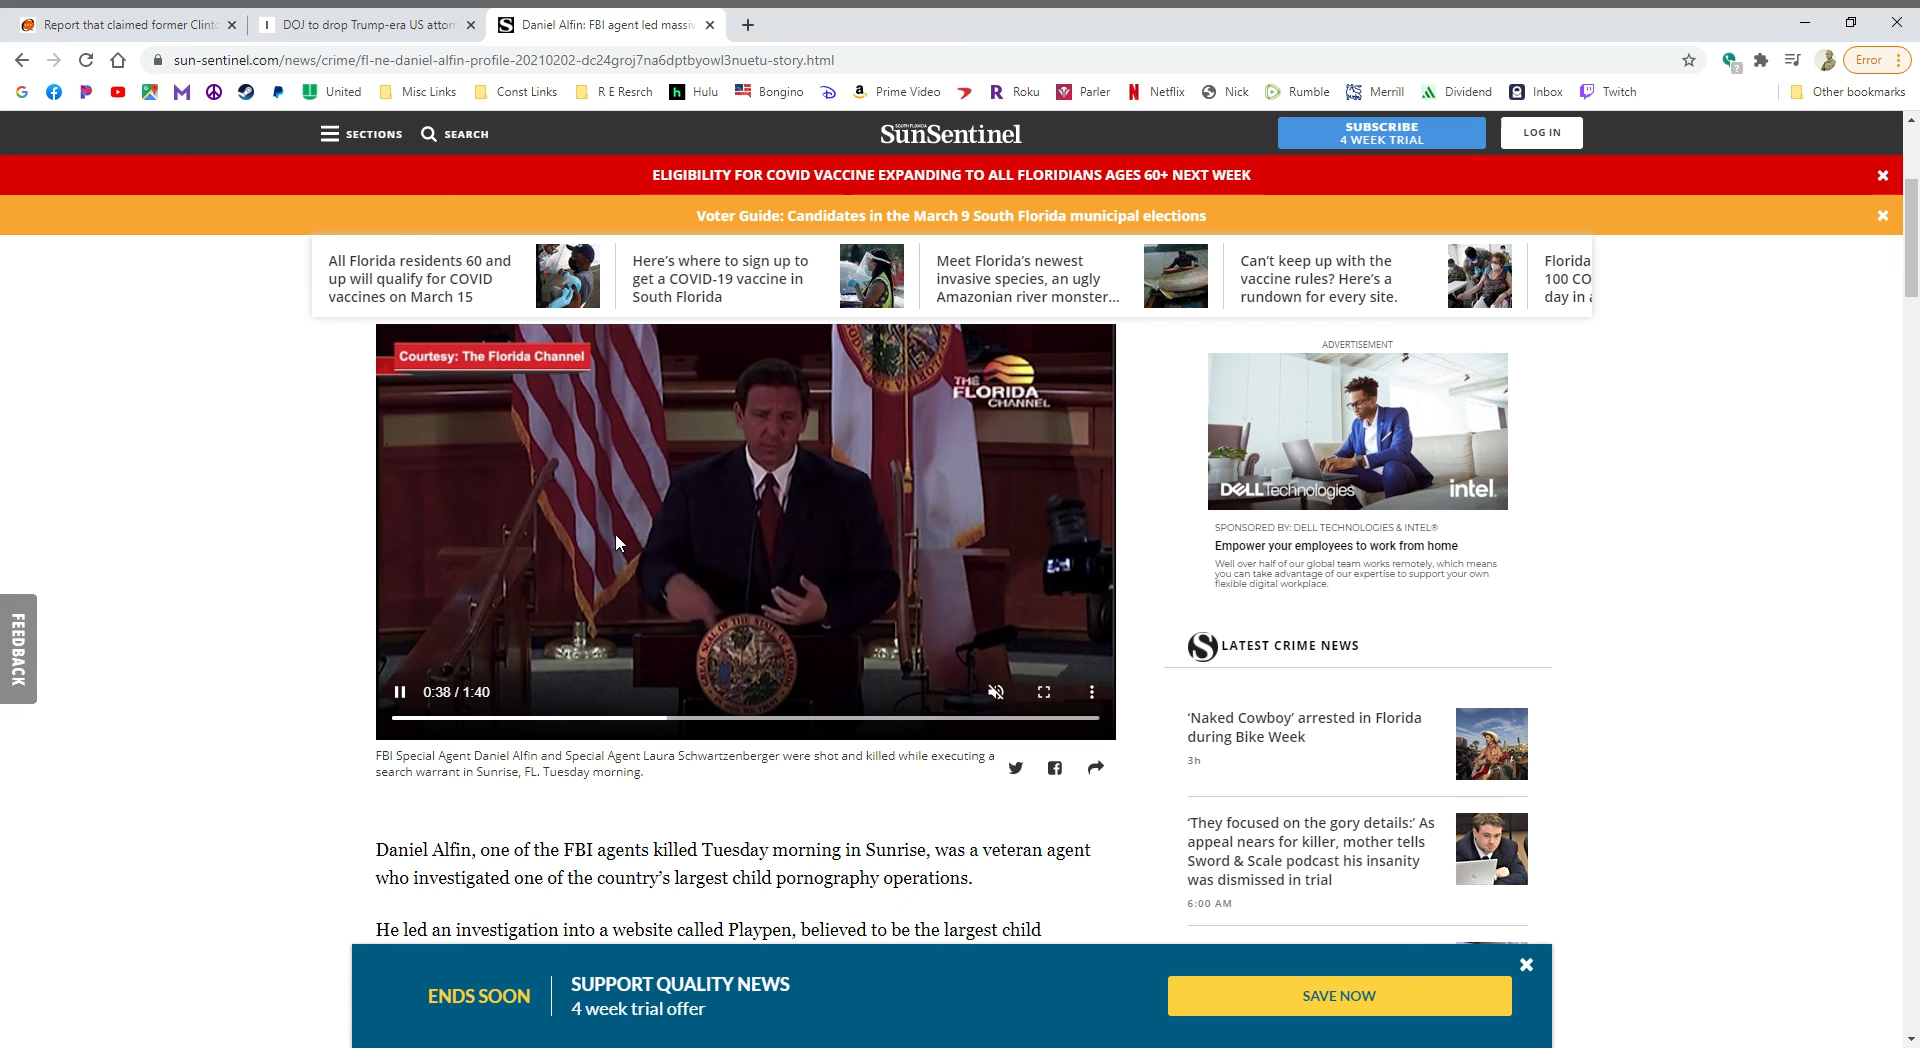 Report that claimed former Clinto
DOJ to drop Trump-era US attorn
Daniel Alfin: FBI agent led massiv
sun-sentinel.com/news/crime/fl-ne-daniel-alfin-profile-20210202-dc24groj7na6dptbyowl3nuetu-story.html
Error
United
Misc Links
Const Links
R E Resrch
Hulu
Bongino
Prime Video
Roku
Parler
Netflix
Nick
Rumble
Merrill
Dividend
Inbox
Twitch
Other bookmarks
SECTIONS
SEARCH
SOUTH FLORIDA
SunSentinel
SUBSCRIBE
4 WEEK TRIAL
LOG IN
ELIGIBILITY FOR COVID VACCINE EXPANDING TO ALL FLORIDIANS AGES 60+ NEXT WEEK
Voter Guide: Candidates in the March 9 South Florida municipal elections
All Florida residents 60 and
up will qualify for COVID
vaccines on March 15
Here’s where to sign up to
get a COVID-19 vaccine in
South Florida
Meet Florida’s newest
invasive species, an ugly
Amazonian river monster...
Can’t keep up with the
vaccine rules? Here’s a
rundown for every site.
Florida
100 CO
day in a
Courtesy: The Florida Channel
THE
FLORIDA
CHANNEL
GREAT SEAL OF THE STATE OF FLORIDA
0:38 / 1:40
FBI Special Agent Daniel Alfin and Special Agent Laura Schwartzenberger were shot and killed while executing a
search warrant in Sunrise, FL. Tuesday morning.
Daniel Alfin, one of the FBI agents killed Tuesday morning in Sunrise, was a veteran agent
who investigated one of the country’s largest child pornography operations.
He led an investigation into a website called Playpen, believed to be the largest child
ADVERTISEMENT
DELL Technologies
intel.
SPONSORED BY: DELL TECHNOLOGIES & INTEL®
Empower your employees to work from home
Well over half of our global team works remotely, which means
you can take advantage of our expertise to support your own
flexible digital workplace.
LATEST CRIME NEWS
‘Naked Cowboy’ arrested in Florida
during Bike Week
3h
‘They focused on the gory details:’ As
appeal nears for killer, mother tells
Sword & Scale podcast his insanity
was dismissed in trial
6:00 AM
FEEDBACK
ENDS SOON
SUPPORT QUALITY NEWS
4 week trial offer
SAVE NOW